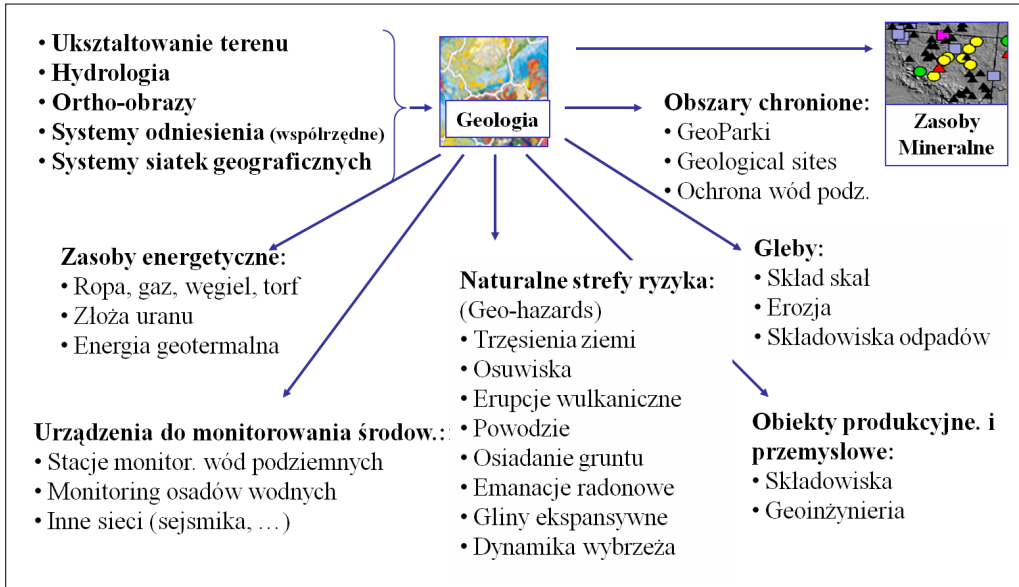 • Ukształtowanie terenu
• Hydrologia
• Ortho-obrazy
• Systemy odniesienia (współrzędne)
• Systemy siatek geograficznych
Geologia
Zasoby
Mineralne
Obszary chronione:
• GeoParki
• Geological sites
• Ochrona wód podz.
Zasoby energetyczne:
• Ropa, gaz, węgiel, torf
• Złoża uranu
• Energia geotermalna
Naturalne strefy ryzyka:
(Geo-hazards)
• Trzęsienia ziemi
• Osuwiska
• Erupcje wulkaniczne
• Powodzie
• Osiadanie gruntu
• Emanacje radonowe
• Gliny ekspansywne
• Dynamika wybrzeża
Gleby:
• Skład skał
• Erozja
• Składowiska odpadów
Urządzenia do monitorowania środow.::
• Stacje monitor. wód podziemnych
• Monitoring osadów wodnych
• Inne sieci (sejsmika, …)
Obiekty produkcyjne. i
przemysłowe:
• Składowiska
• Geoinżynieria